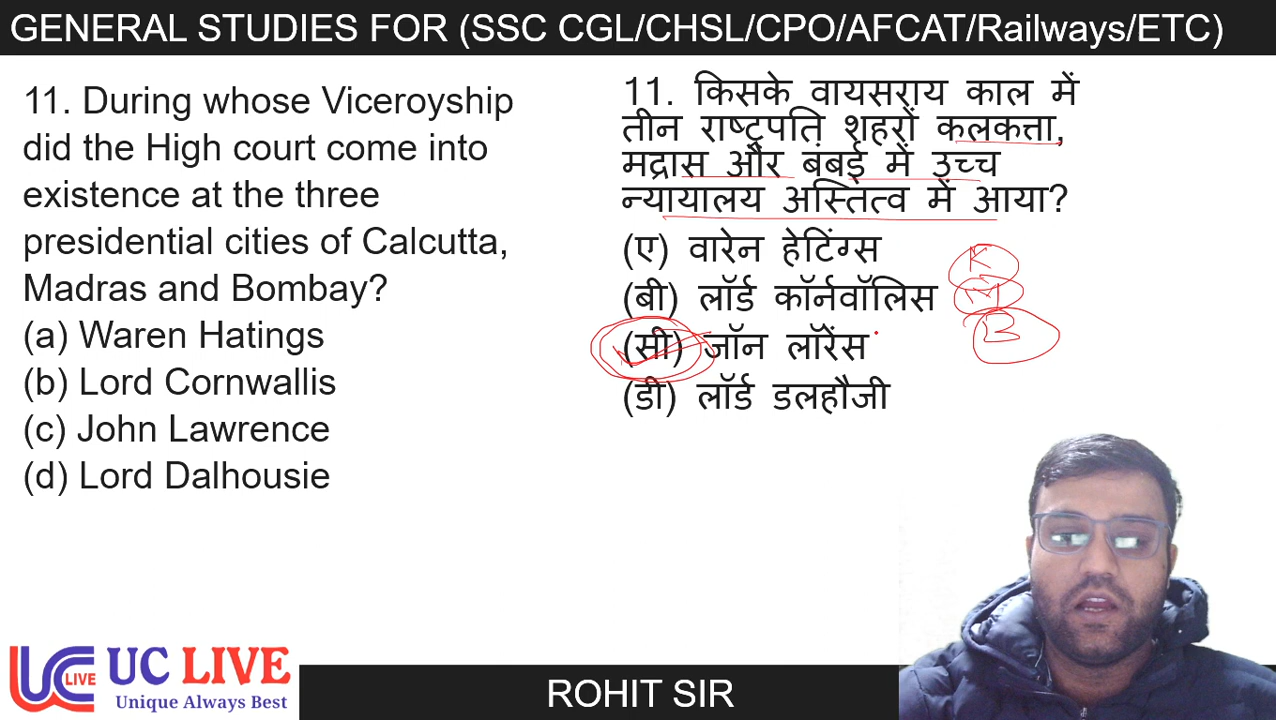 GENERAL STUDIES FOR (SSC CGL/CHSL/CPO/AFCAT/Railways/ETC)
11. During whose Viceroyship
did the High court come into
existence at the three
presidential cities of Calcutta,
Madras and Bombay?
(a) Waren Hatings
(b) Lord Cornwallis
(c) John Lawrence
(d) Lord Dalhousie
11. किसके वायसराय काल में
तीन राष्ट्रपति शहरों कलकत्ता,
मद्रास और बंबई में उच्च
न्यायालय अस्तित्व में आया?
(ए) वारेन हेटिंग्स
(बी) लॉर्ड कॉर्नवॉलिस
(सी) जॉन लॉरेंस
(डी) लॉर्ड डलहौजी
K
M
B
LIVE
UC LIVE
Unique Always Best
ROHIT SIR